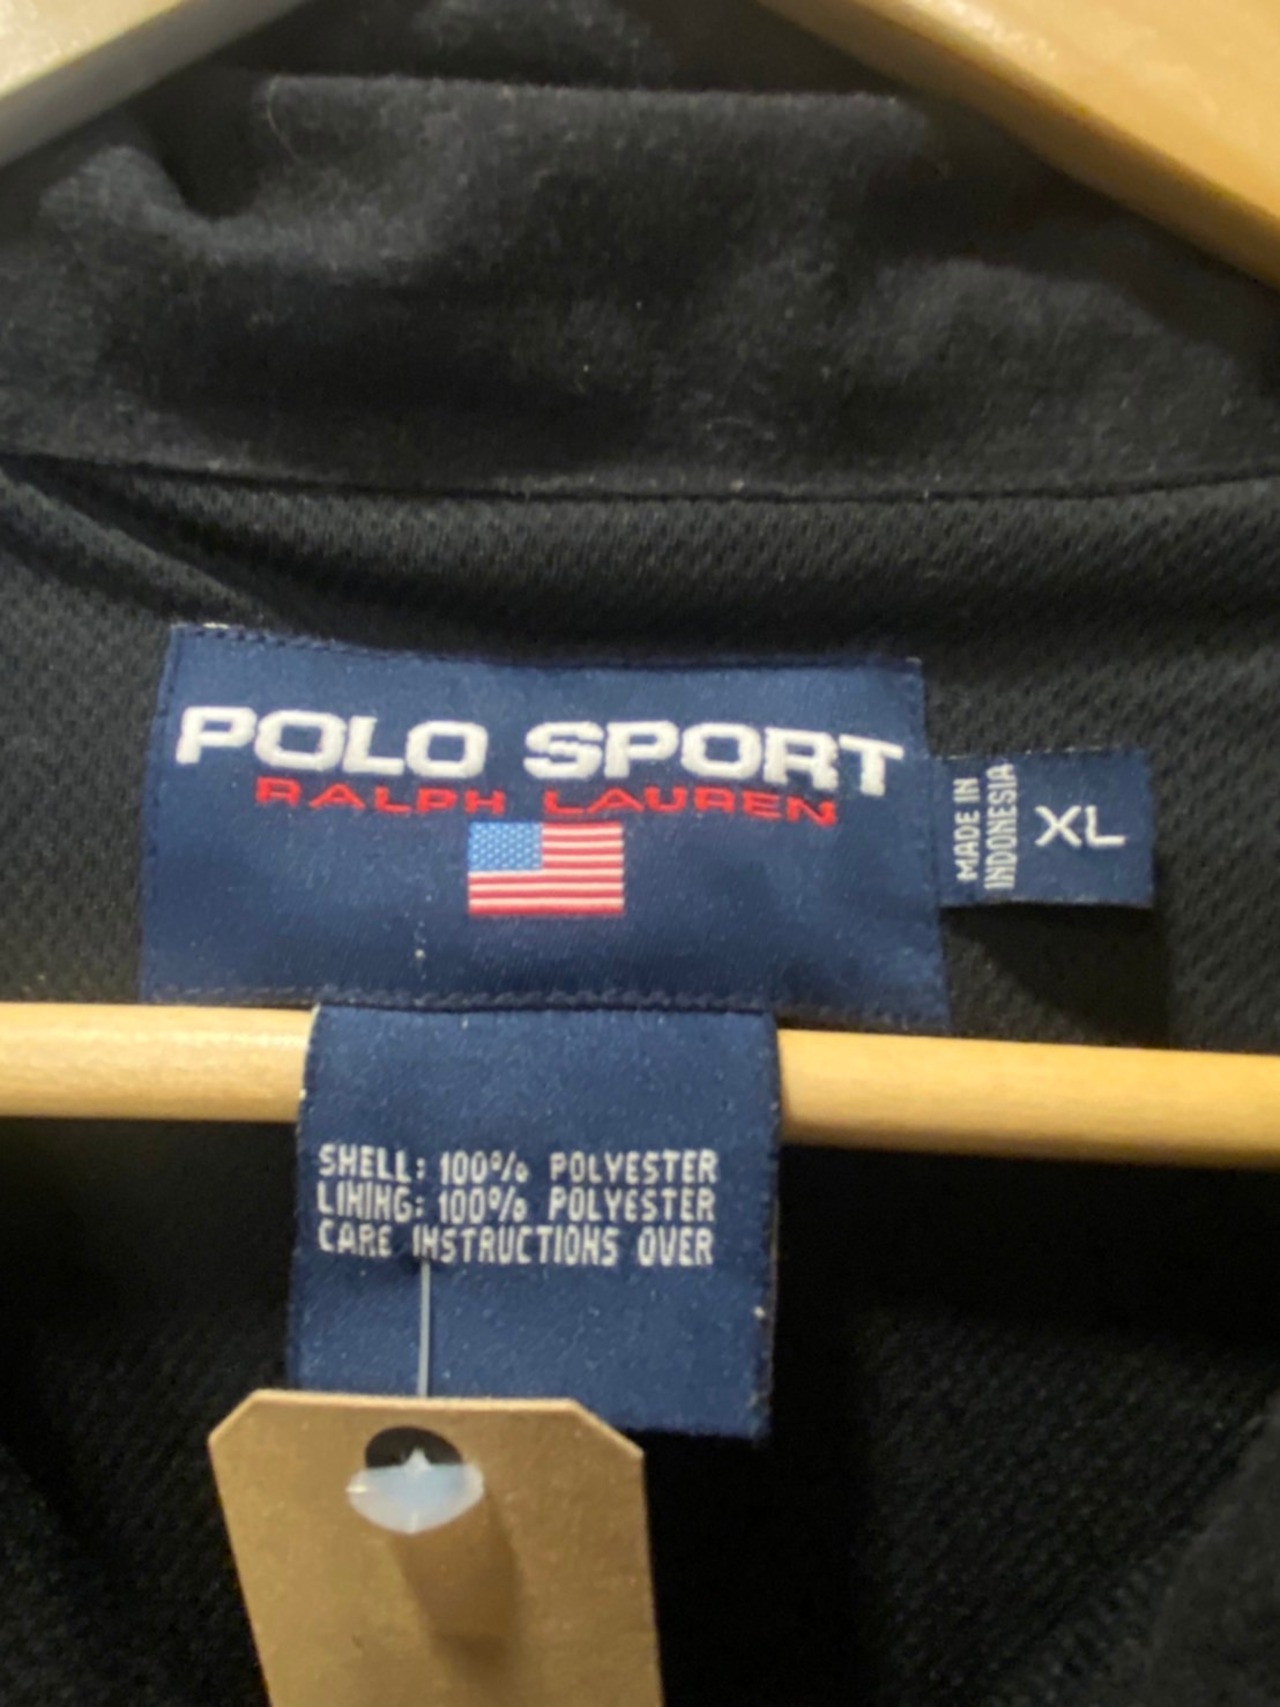 POLO SPORT
RALPH LAUREN
MADE IN
INDONESIA
XL
SHELL: 100% POLYESTER
LINING: 100% POLYESTER
CARE INSTRUCTIONS OVER